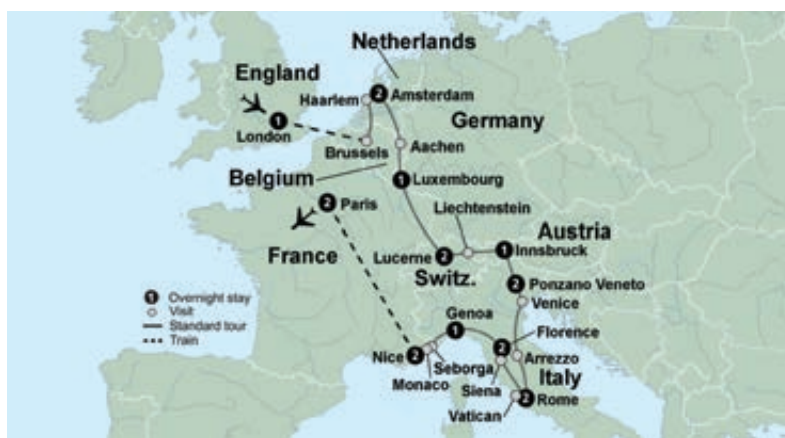 Netherlands
England
Haarlem
2 Amsterdam
1
London
Germany
Brussels
Aachen
Belgium
1 Luxembourg
2 Paris
Liechtenstein
Austria
France
Lucerne 2
1 Innsbruck
Switz.
2 Ponzano Veneto
1 Overnight stay
Visit
Standard tour
Train
Venice
Genoa
1
Florence
2
Nice 2
Seborga
Arrezzo
Monaco
Siena
Italy
Vatican
2 Rome